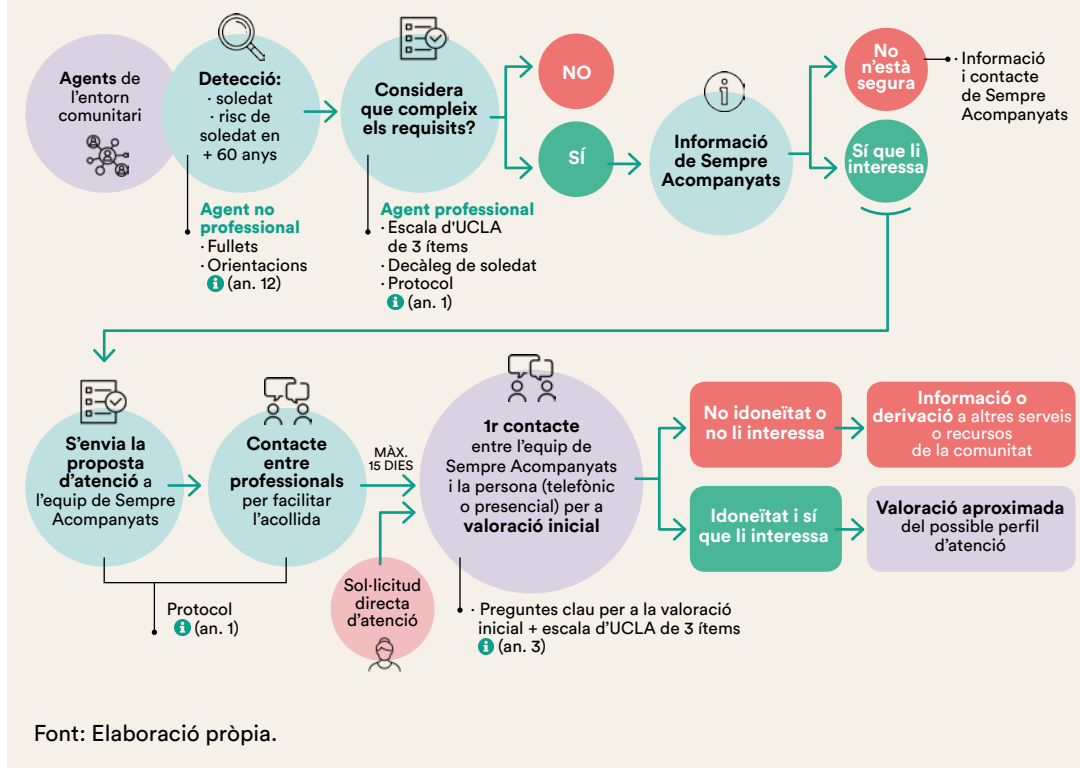 Agents de
l'entorn
comunitari
Detecció:
· soledat
· risc de
soledat en
+ 60 anys
Agent no
professional
· Fullets
· Orientacions
(an. 12)
Considera
que compleix
els requisits?
Agent professional
· Escala d'UCLA
de 3 ítems
· Decàleg de soledat
· Protocol
(an. 1)
NO
SÍ
Informació
de Sempre
Acompanyats
No
n'està
segura
· Informació
i contacte
de Sempre
Acompanyats
Sí que li
interessa
S'envia la
proposta
d'atenció a
l'equip de Sempre
Acompanyats
Contacte
entre
professionals
per facilitar
l'acollida
Protocol
(an. 1)
MÀX.
15 DIES
Sol·licitud
directa
d'atenció
1r contacte
entre l'equip de
Sempre Acompanyats
i la persona (telefònic
o presencial) per a
valoració inicial
· Preguntes clau per a la valoració
inicial + escala d'UCLA de 3 ítems
(an. 3)
No idoneïtat o
no li interessa
Informació o
derivació a altres serveis
o recursos
de la comunitat
Idoneïtat i sí
que li interessa
Valoració aproximada
del possible perfil
d'atenció
Font: Elaboració pròpia.